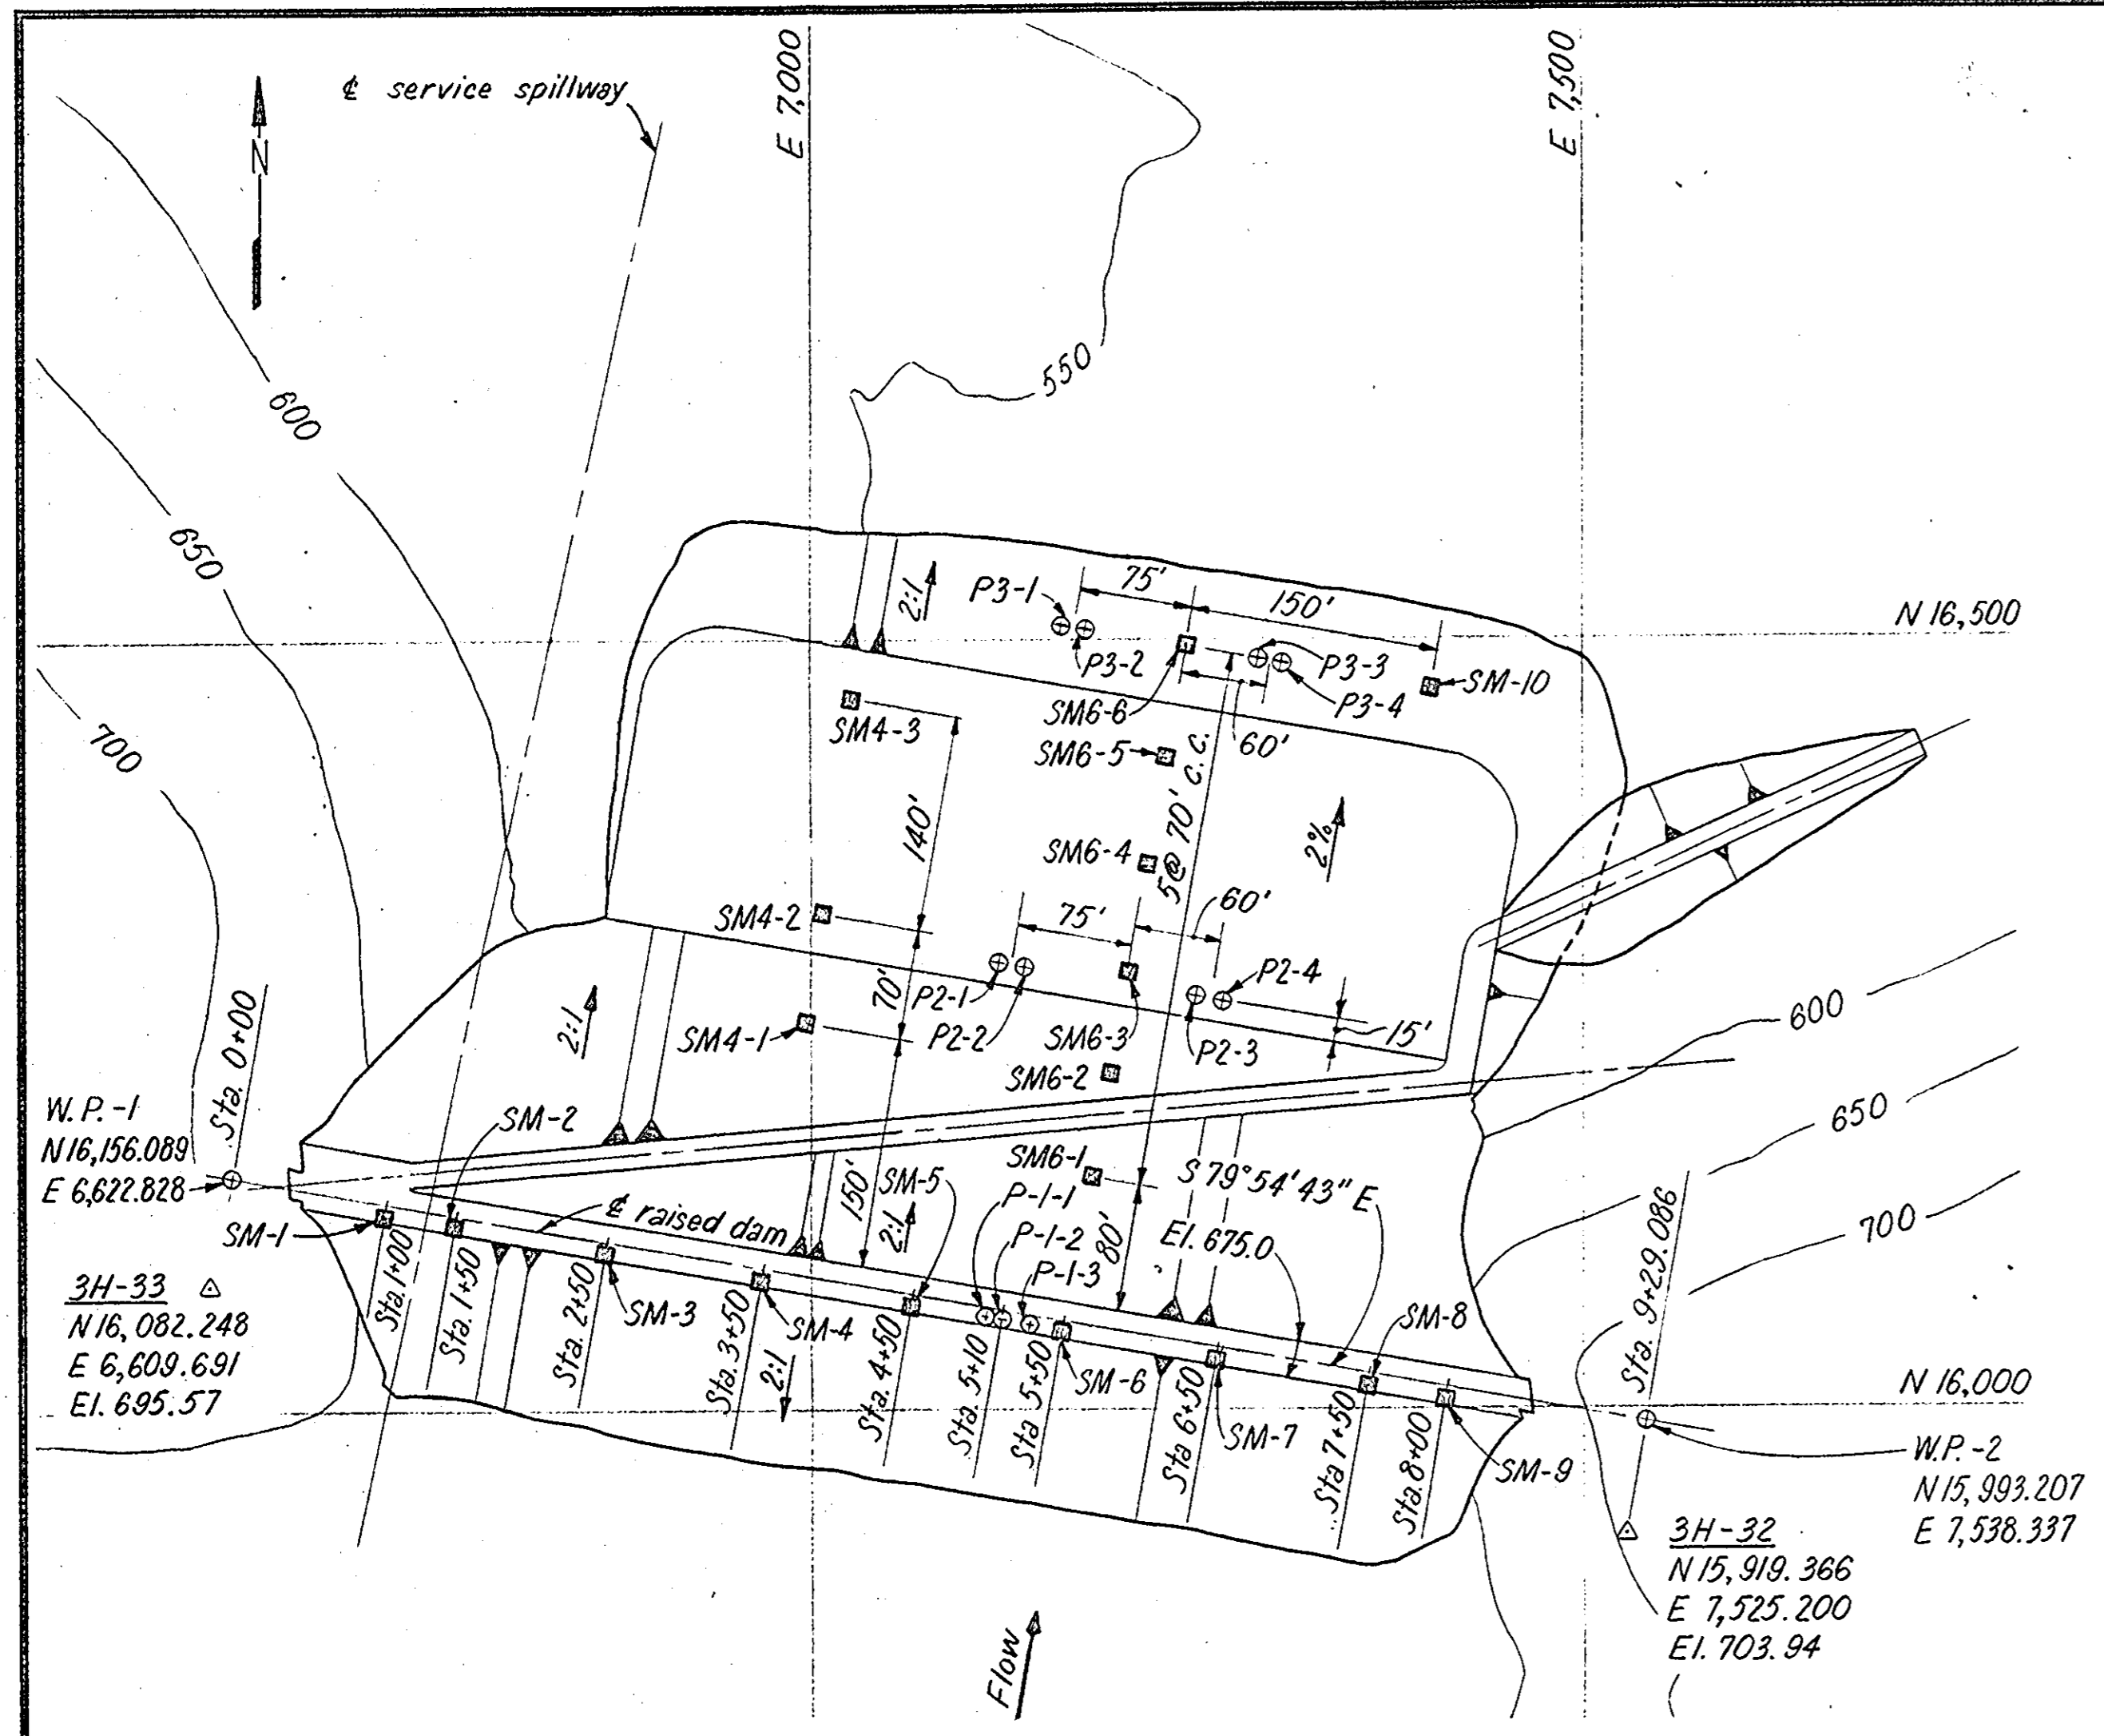 ℄ service spillway
E 7,000
E 7,500
N
600
550
650
700
P3-1
75'
150'
2:1
N 16,500
P3-2
P3-3
SM-10
P3-4
SM6-6
60'
SM4-3
SM6-5
5@ 70' c.c.
140'
SM6-4
2%
60'
SM4-2
75'
P2-4
P2-1
70'
15'
P2-2
SM6-3
P2-3
600
SM4-1
2:1
SM6-2
650
Sta. 0+00
W.P.-1
N16,156.089
E 6,622.828
SM-2
SM6-1
S 79°54'43" E
SM-5
150'
P-1-1
Sta. 9+29.086
700
SM-1
℄ raised dam
2:1
P-1-2
80'
El. 675.0
P-1-3
3H-33
N16,082.248
E 6,609.691
El. 695.57
Sta. 1+00
Sta. 1+50
Sta. 2+50
SM-3
Sta. 3+50
SM-4
2:1
Sta. 4+50
Sta. 5+10
Sta 5+50
SM-6
Sta 6+50
SM-7
SM-8
Sta 7+50
Sta. 8+00
SM-9
N 16,000
W.P.-2
N15,993.207
E 7,538.337
3H-32
N15,919.366
E 7,525.200
El. 703.94
Flow